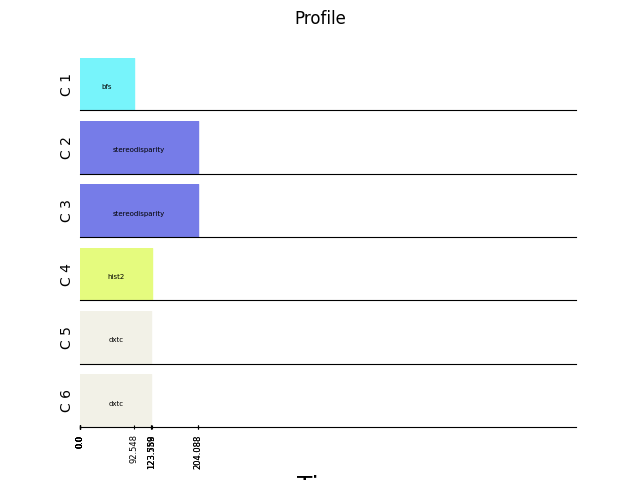 Profile
C 1
bfs
C 2
stereodisparity
C 3
stereodisparity
C 4
hist2
C 5
dxtc
C 6
dxtc
0.0
92.548
204.088